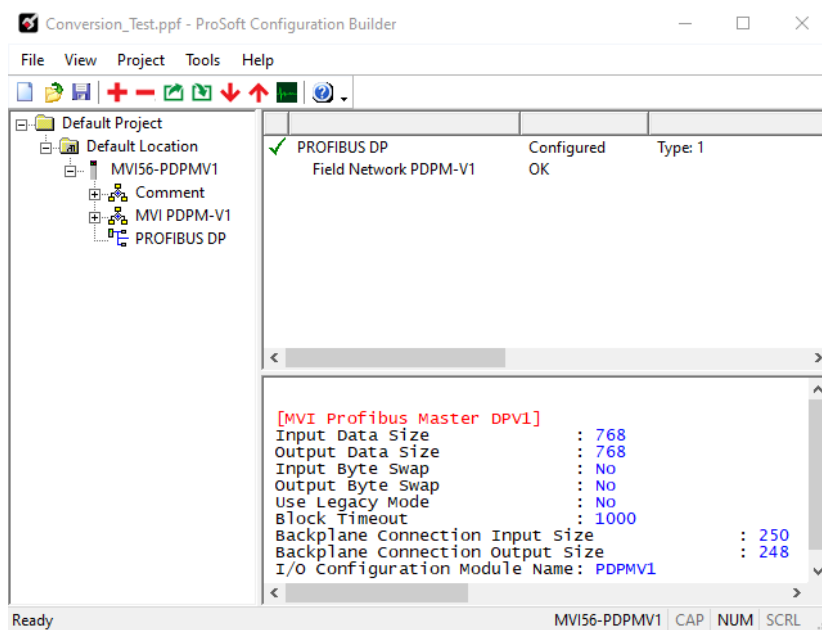 Conversion_Test.ppf - ProSoft Configuration Builder
File View Project Tools Help
Default Project
Default Location
MVI56-PDPMV1
Comment
MVI PDPM-V1
PROFIBUS DP
PROFIBUS DP Configured Type: 1
Field Network PDPM-V1 OK
[MVI Profibus Master DPV1]
Input Data Size : 768
Output Data Size : 768
Input Byte Swap : No
Output Byte Swap : No
Use Legacy Mode : No
Block Timeout : 1000
Backplane Connection Input Size : 250
Backplane Connection Output Size : 248
I/O Configuration Module Name: PDPMV1
Ready MVI56-PDPMV1 CAP NUM SCRL